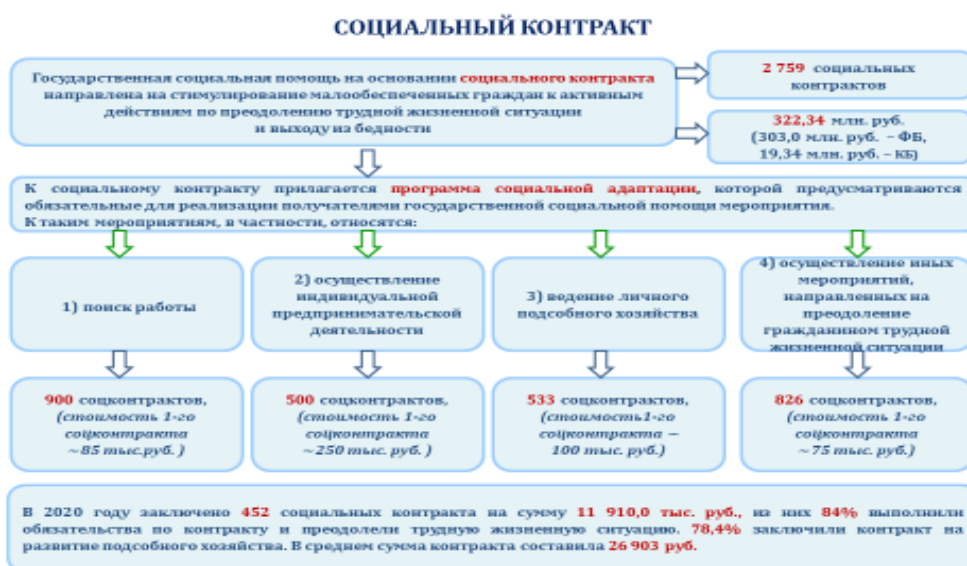 СОЦИАЛЬНЫЙ КОНТРАКТ
Государственная социальная помощь на основании социального контракта
направлена на стимулирование малообеспеченных граждан к активным
действиям по преодолению трудной жизненной ситуации
и выходу из бедности
2 759 социальных
контрактов
322,34 млн. руб.
(303,0 млн. руб. – ФБ,
19,34 млн. руб. – КБ)
К социальному контракту прилагается программа социальной адаптации, которой предусматриваются
обязательные для реализации получателями государственной социальной помощи мероприятия.
К таким мероприятиям, в частности, относятся:
1) поиск работы
2) осуществление
индивидуальной
предпринимательской
деятельности
3) ведение личного
подсобного хозяйства
4) осуществление иных
мероприятий,
направленных на
преодоление
гражданином трудной
жизненной ситуации
900 соцконтрактов,
(стоимость 1-го
соцконтракта
~85 тыс.руб. )
500 соцконтрактов,
(стоимость 1-го
соцконтракта
~250 тыс. руб. )
533 соцконтрактов,
(стоимость 1-го
соцконтракта –
100 тыс.руб.)
826 соцконтрактов,
(стоимость 1-го
соцконтракта
~75 тыс.руб.)
В 2020 году заключено 452 социальных контракта на сумму 11 910,0 тыс. руб., из них 84% выполнили
обязательства по контракту и преодолели трудную жизненную ситуацию. 78,4% заключили контракт на
развитие подсобного хозяйства. В среднем сумма контракта составила 26 903 руб.